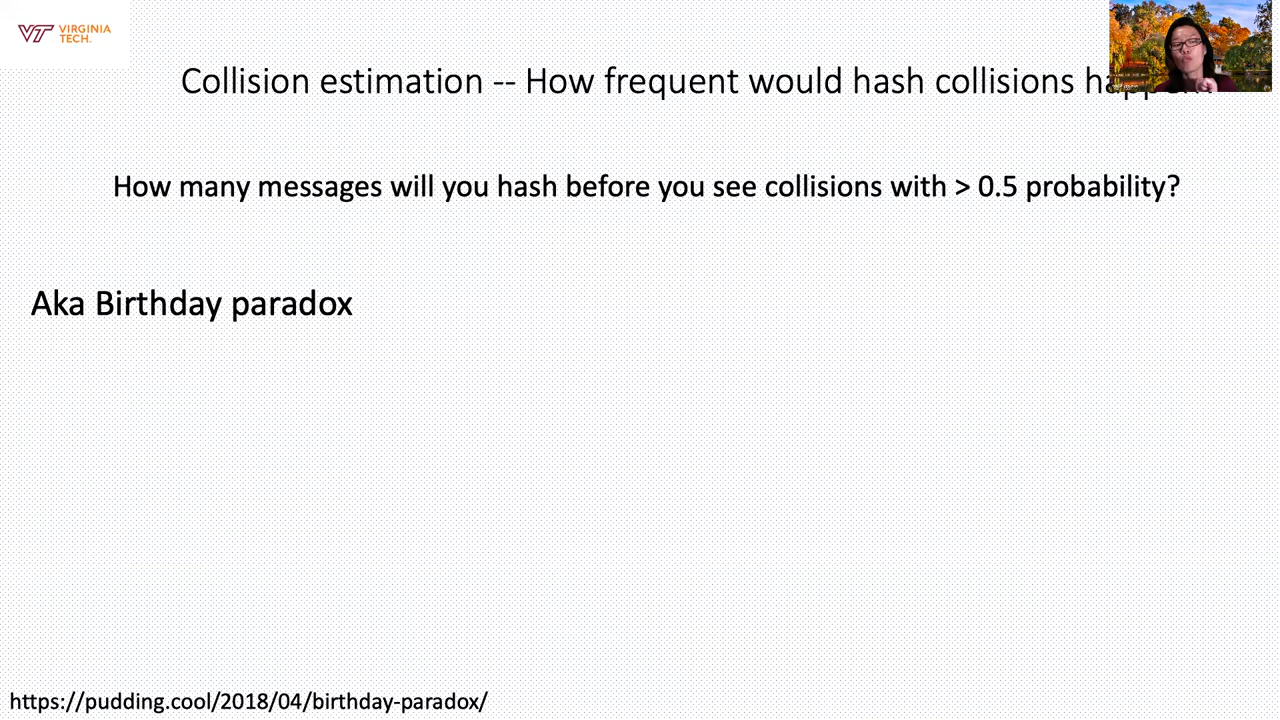 VIRGINIA
TECH.
Collision estimation -- How frequent would hash collisions
How many messages will you hash before you see collisions with > 0.5 probability?
Aka Birthday paradox
https://pudding.cool/2018/04/birthday-paradox/